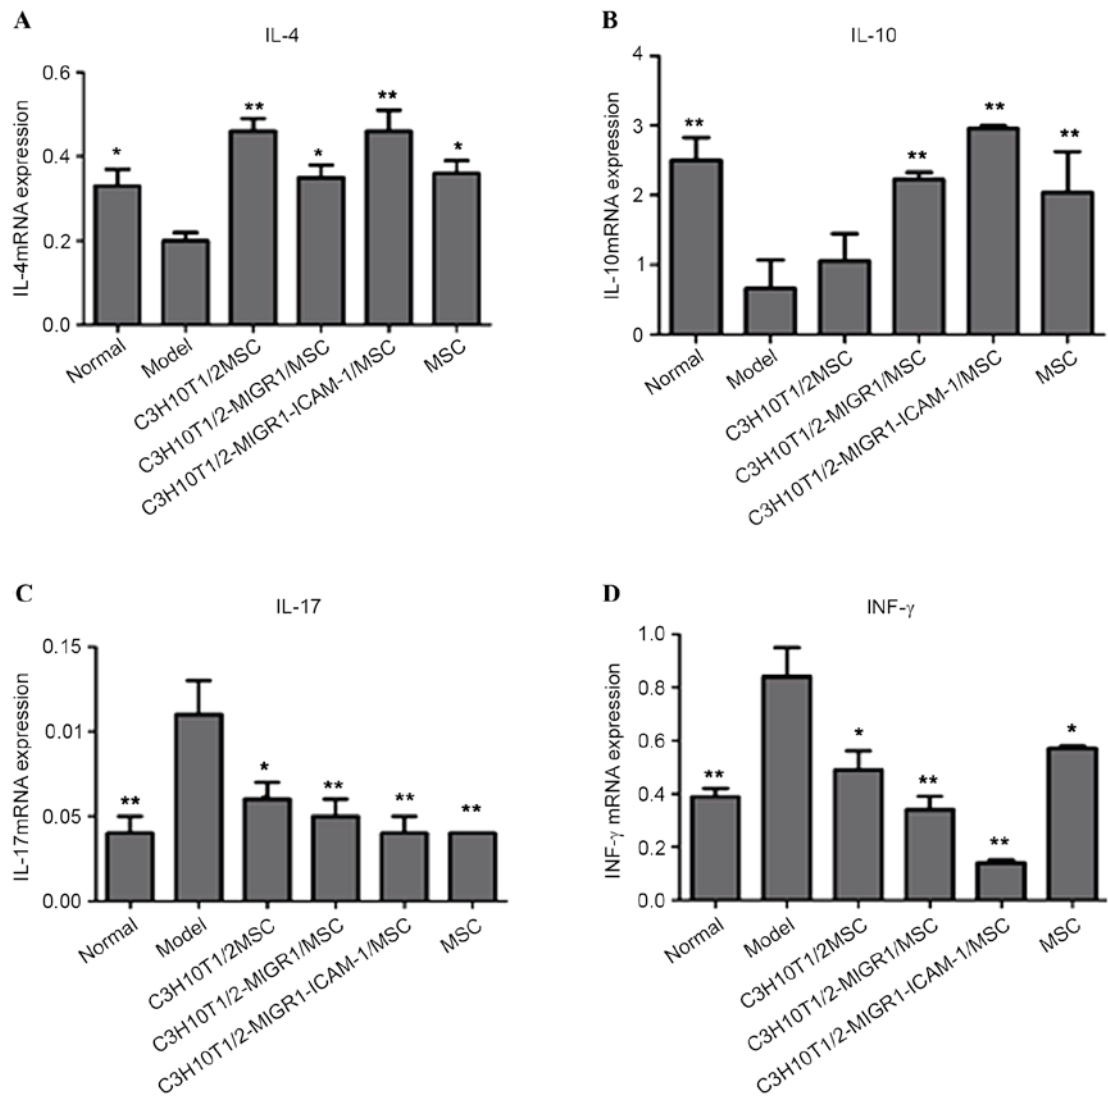 A
IL-4
IL-4mRNA expression
0.6
0.4
0.2
0.0
*
**
*
**
*
Normal
Model
C3H10T1/2MSC
C3H10T1/2-MIGR1/MSC
C3H10T1/2-MIGR1-ICAM-1/MSC
MSC
B
IL-10
IL-10mRNA expression
4
3
2
1
0
**
**
**
**
Normal
Model
C3H10T1/2MSC
C3H10T1/2-MIGR1/MSC
C3H10T1/2-MIGR1-ICAM-1/MSC
MSC
C
IL-17
IL-17mRNA expression
0.15
0.01
0.05
0.00
**
*
**
**
**
Normal
Model
C3H10T1/2MSC
C3H10T1/2-MIGR1/MSC
C3H10T1/2-MIGR1-ICAM-1/MSC
MSC
D
INF-γ
INF-γ mRNA expression
1.0
0.8
0.6
0.4
0.2
0.0
**
*
**
**
*
Normal
Model
C3H10T1/2MSC
C3H10T1/2-MIGR1/MSC
C3H10T1/2-MIGR1-ICAM-1/MSC
MSC